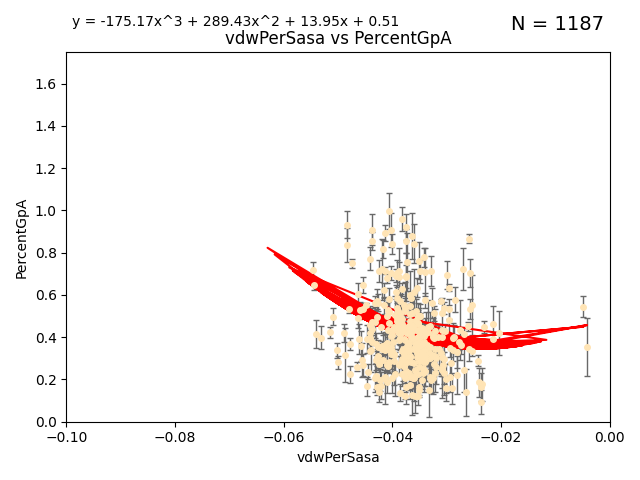 y = -175.17x^3 + 289.43x^2 + 13.95x + 0.51
N = 1187
vdwPerSasa vs PercentGpA
1.6
1.4
1.2
1.0
0.8
0.6
0.4
0.2
0.0
PercentGpA
−0.10 −0.08 −0.06 −0.04 −0.02 0.00
vdwPerSasa